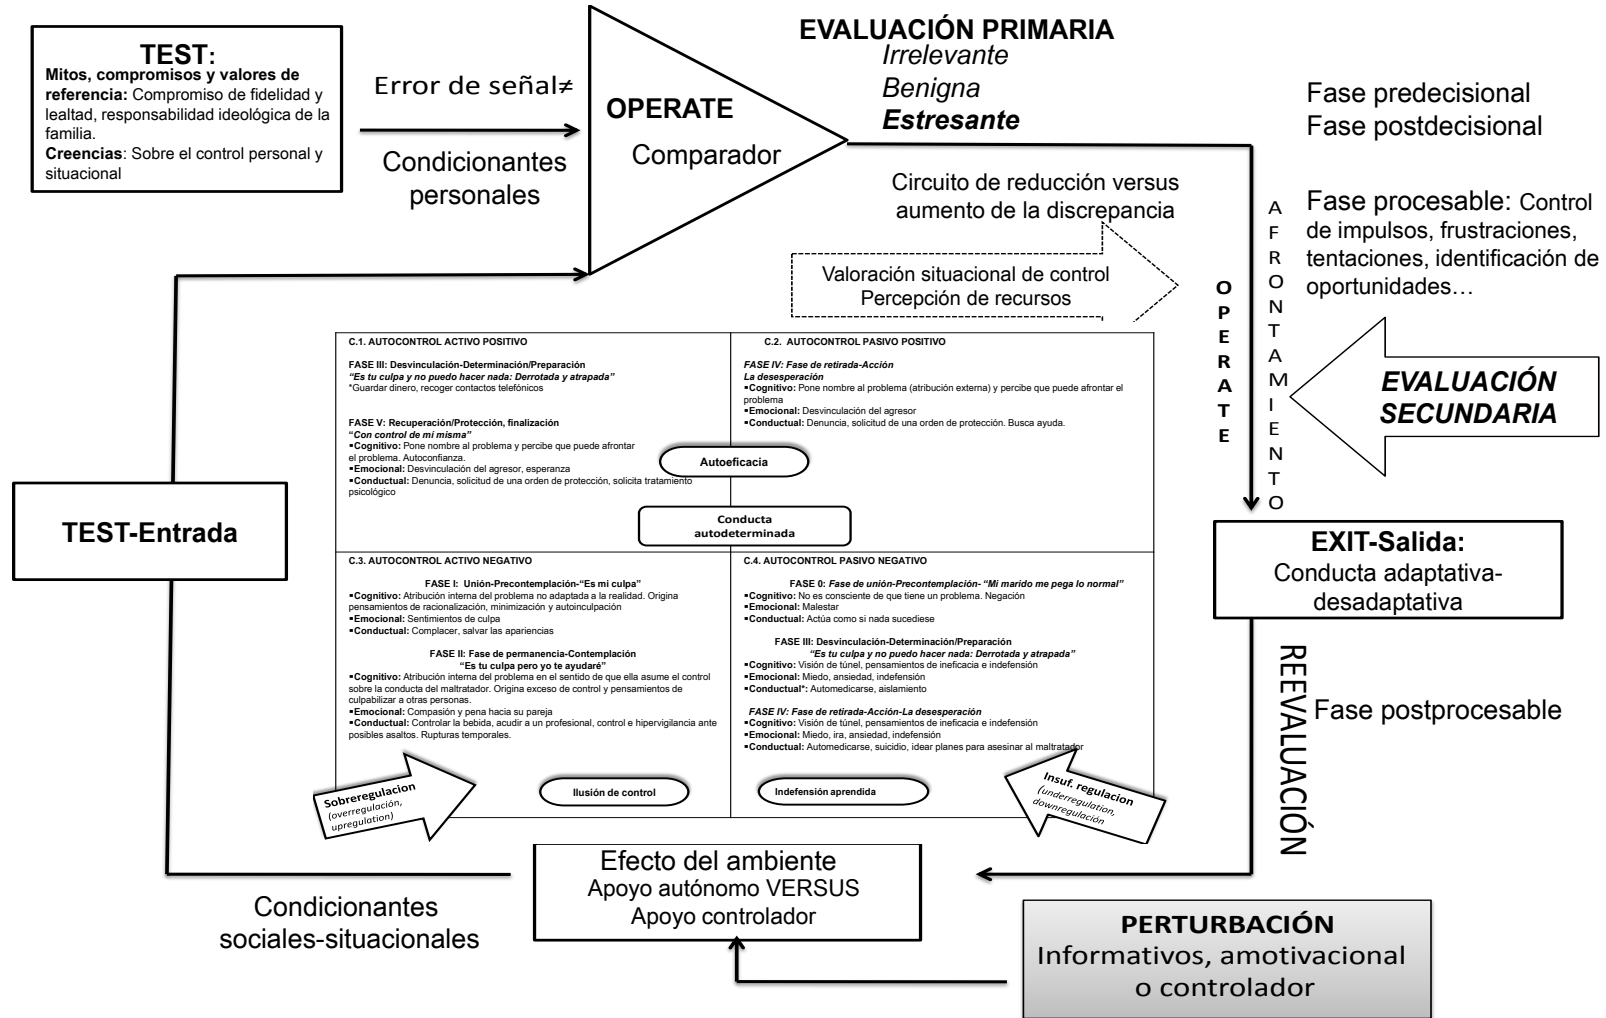 TEST:
Mitos, compromisos y valores de
referencia: Compromiso de fidelidad y
lealtad, responsabilidad ideológica de la
familia.
Creencias: Sobre el control personal y
situacional
Error de señal≠
Condicionantes
personales
OPERATE
Comparador
EVALUACIÓN PRIMARIA
Irrelevante
Benigna
Estresante
Fase predecisional
Fase postdecisional
Circuito de reducción versus
aumento de la discrepancia
Valoración situacional de control
Percepción de recursos
OPERATE
AFRONTAMIENTO
Fase procesable: Control
de impulsos, frustraciones,
tentaciones, identificación de
oportunidades…
EVALUACIÓN
SECUNDARIA
C.1. AUTOCONTROL ACTIVO POSITIVO
FASE III: Desvinculación-Determinación/Preparación
“Es tu culpa y no puedo hacer nada: Derrotada y atrapada”
*Guardar dinero, recoger contactos telefónicos
FASE V: Recuperación/Protección, finalización
“Con control de mi misma”
▪Cognitivo: Pone nombre al problema y percibe que puede afrontar
el problema. Autoconfianza.
▪Emocional: Desvinculación del agresor, esperanza
▪Conductual: Denuncia, solicitud de una orden de protección, solicita tratamiento
psicológico
C.2. AUTOCONTROL PASIVO POSITIVO
FASE IV: Fase de retirada-Acción
La desesperación
▪Cognitivo: Pone nombre al problema (atribución externa) y percibe que puede afrontar el
problema
▪Emocional: Desvinculación del agresor
▪Conductual: Denuncia, solicitud de una orden de protección. Busca ayuda.
Autoeficacia
Conducta
autodeterminada
C.3. AUTOCONTROL ACTIVO NEGATIVO
FASE I: Unión-Precontemplación-“Es mi culpa”
▪Cognitivo: Atribución interna del problema no adaptada a la realidad. Origina
pensamientos de racionalización, minimización y autoinculpación
▪Emocional: Sentimientos de culpa
▪Conductual: Complacer, salvar las apariencias
FASE II: Fase de permanencia-Contemplación
“Es tu culpa pero yo te ayudaré”
▪Cognitivo: Atribución interna del problema en el sentido de que ella asume el control
sobre la conducta del maltratador. Origina exceso de control y pensamientos de
culpabilizar a otras personas.
▪Emocional: Compasión y pena hacia su pareja
▪Conductual: Controlar la bebida, acudir a un profesional, control e hipervigilancia ante
posibles asaltos. Rupturas temporales.
C.4. AUTOCONTROL PASIVO NEGATIVO
FASE 0: Fase de unión-Precontemplación- “Mi marido me pega lo normal”
▪Cognitivo: No es consciente de que tiene un problema. Negación
▪Emocional: Malestar
▪Conductual: Actúa como si nada sucediese
FASE III: Desvinculación-Determinación/Preparación
“Es tu culpa y no puedo hacer nada: Derrotada y atrapada”
▪Cognitivo: Visión de túnel, pensamientos de ineficacia e indefensión
▪Emocional: Miedo, ansiedad, indefensión
▪Conductual*: Automedicarse, aislamiento
FASE IV: Fase de retirada-Acción-La desesperación
▪Cognitivo: Visión de túnel, pensamientos de ineficacia e indefensión
▪Emocional: Miedo, ira, ansiedad, indefensión
▪Conductual: Automedicarse, suicidio, idear planes para asesinar al maltratador
Sobreregulacion
(overregulación,
upregulation)
Ilusión de control
Indefensión aprendida
Insuf. regulacion
(underregulation,
downregulación
TEST-Entrada
EXIT-Salida:
Conducta adaptativa-
desadaptativa
REEVALUACIÓN
Fase postprocesable
Efecto del ambiente
Apoyo autónomo VERSUS
Apoyo controlador
Condicionantes
sociales-situacionales
PERTURBACIÓN
Informativos, amotivacional
o controlador